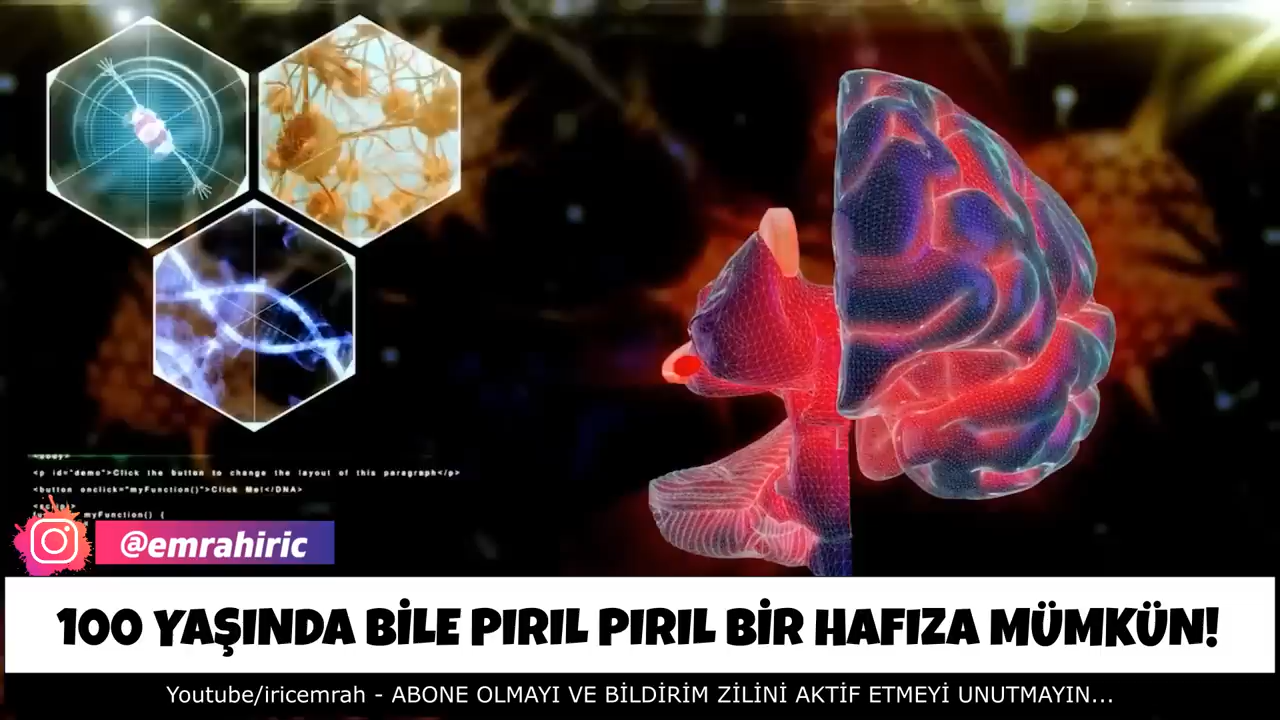 <body>
<p id="demo">Click the button to change the layout of this paragraph</p>
<button onclick="myFunction()">Click Me!</DNA>
<script>
myFunction() {
@emrahiric
100 YAŞINDA BİLE PIRIL PIRIL BİR HAFIZA MÜMKÜN!
Youtube/iricemrah - ABONE OLMAYI VE BİLDİRİM ZİLİNİ AKTİF ETMEYİ UNUTMAYIN...